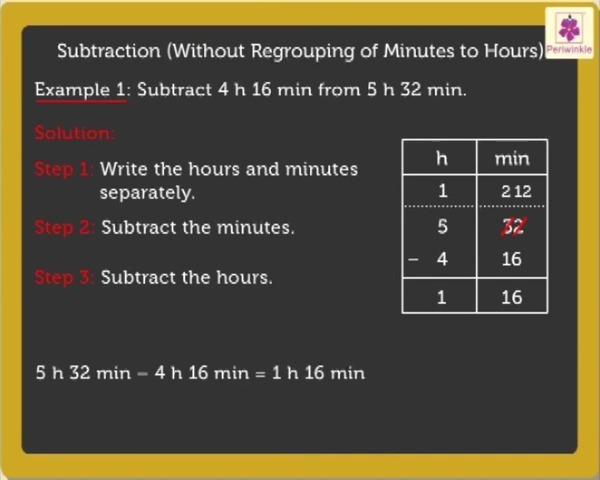 Subtraction (Without Regrouping of Minutes to Hours)
Periwinkle
Example 1: Subtract 4 h 16 min from 5 h 32 min.
Solution:
Step 1: Write the hours and minutes
separately.
Step 2: Subtract the minutes.
Step 3: Subtract the hours.
h min
1 2 12
5 32
– 4 16
1 16
5 h 32 min – 4 h 16 min = 1 h 16 min